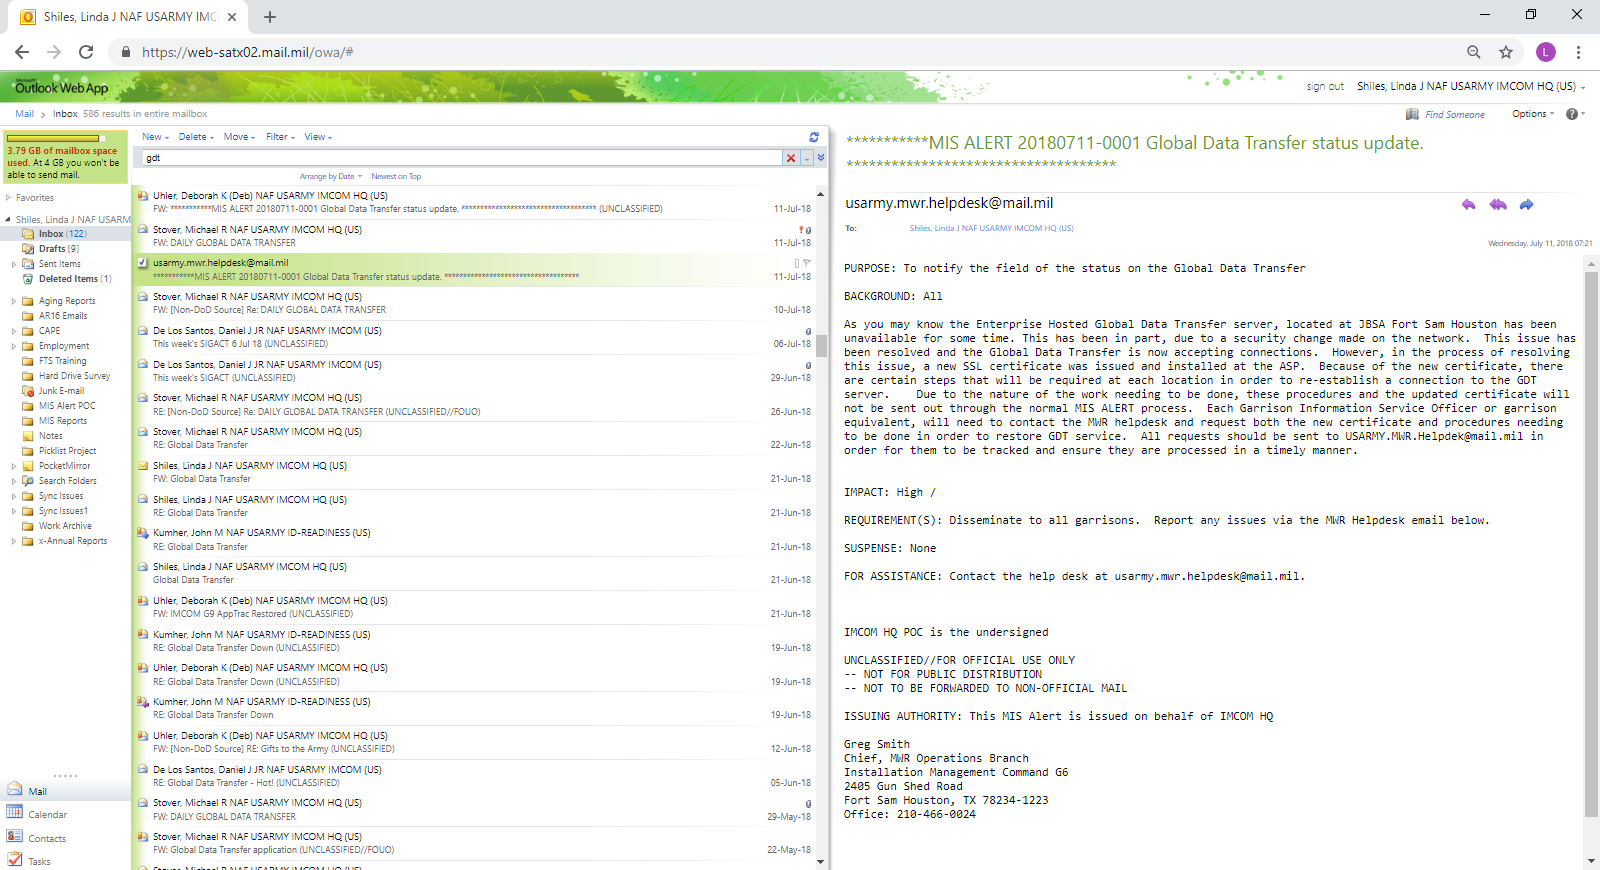 Shiles, Linda J NAF USARMY IMC
https://web-satx02.mail.mil/owa/#
L
Microsoft
Outlook Web App
sign out
Shiles, Linda J NAF USARMY IMCOM HQ (US)
Mail > Inbox 586 results in entire mailbox
Find Someone
Options
?
3.79 GB of mailbox space
used. At 4 GB you won't be
able to send mail.
Favorites
Shiles, Linda J NAF USARM
Inbox (122)
Drafts [9]
Sent Items
Deleted Items (1)
Aging Reports
AR16 Emails
CAPE
Employment
FTS Training
Hard Drive Survey
Junk E-mail
MIS Alert POC
MIS Reports
Notes
Picklist Project
PocketMirror
Search Folders
Sync Issues
Sync Issues1
Work Archive
x-Annual Reports
Mail
Calendar
Contacts
Tasks
New Delete Move Filter View
gdt
Arrange by Date Newest on Top
Uhler, Deborah K (Deb) NAF USARMY IMCOM HQ (US)
FW: ***********MIS ALERT 20180711-0001 Global Data Transfer status update. ************************************ (UNCLASSIFIED) 11-Jul-18
Stover, Michael R NAF USARMY IMCOM HQ (US)
FW: DAILY GLOBAL DATA TRANSFER 11-Jul-18
usarmy.mwr.helpdesk@mail.mil
***********MIS ALERT 20180711-0001 Global Data Transfer status update. ************************************ 11-Jul-18
Stover, Michael R NAF USARMY IMCOM HQ (US)
FW: [Non-DoD Source] Re: DAILY GLOBAL DATA TRANSFER 10-Jul-18
De Los Santos, Daniel J JR NAF USARMY IMCOM (US)
This week's SIGACT 6 Jul 18 (UNCLASSIFIED) 06-Jul-18
De Los Santos, Daniel J JR NAF USARMY IMCOM (US)
This week's SIGACT (UNCLASSIFIED) 29-Jun-18
Stover, Michael R NAF USARMY IMCOM HQ (US)
RE: [Non-DoD Source] Re: DAILY GLOBAL DATA TRANSFER (UNCLASSIFIED//FOUO) 26-Jun-18
Stover, Michael R NAF USARMY IMCOM HQ (US)
RE: Global Data Transfer 22-Jun-18
Shiles, Linda J NAF USARMY IMCOM HQ (US)
FW: Global Data Transfer 21-Jun-18
Shiles, Linda J NAF USARMY IMCOM HQ (US)
RE: Global Data Transfer 21-Jun-18
Kumher, John M NAF USARMY ID-READINESS (US)
RE: Global Data Transfer 21-Jun-18
Shiles, Linda J NAF USARMY IMCOM HQ (US)
Global Data Transfer 21-Jun-18
Uhler, Deborah K (Deb) NAF USARMY IMCOM HQ (US)
FW: IMCOM G9 AppTrac Restored (UNCLASSIFIED) 21-Jun-18
Kumher, John M NAF USARMY ID-READINESS (US)
RE: Global Data Transfer Down (UNCLASSIFIED) 19-Jun-18
Uhler, Deborah K (Deb) NAF USARMY IMCOM HQ (US)
RE: Global Data Transfer Down (UNCLASSIFIED) 19-Jun-18
Kumher, John M NAF USARMY ID-READINESS (US)
RE: Global Data Transfer Down 19-Jun-18
Uhler, Deborah K (Deb) NAF USARMY IMCOM HQ (US)
FW: [Non-DoD Source] RE: Gifts to the Army (UNCLASSIFIED) 12-Jun-18
De Los Santos, Daniel J JR NAF USARMY IMCOM (US)
RE: Global Data Transfer - Hot! (UNCLASSIFIED) 05-Jun-18
Stover, Michael R NAF USARMY IMCOM HQ (US)
FW: DAILY GLOBAL DATA TRANSFER 29-May-18
Stover, Michael R NAF USARMY IMCOM HQ (US)
FW: Global Data Transfer application (UNCLASSIFIED//FOUO) 22-May-18
***********MIS ALERT 20180711-0001 Global Data Transfer status update.
************************************
usarmy.mwr.helpdesk@mail.mil
To: Shiles, Linda J NAF USARMY IMCOM HQ (US)
Wednesday, July 11, 2018 07:21
PURPOSE: To notify the field of the status on the Global Data Transfer
BACKGROUND: All
As you may know the Enterprise Hosted Global Data Transfer server, located at JBSA Fort Sam Houston has been
unavailable for some time. This has been in part, due to a security change made on the network. This issue has
been resolved and the Global Data Transfer is now accepting connections. However, in the process of resolving
this issue, a new SSL certificate was issued and installed at the ASP. Because of the new certificate, there
are certain steps that will be required at each location in order to re-establish a connection to the GDT
server. Due to the nature of the work needing to be done, these procedures and the updated certificate will
not be sent out through the normal MIS ALERT process. Each Garrison Information Service Officer or garrison
equivalent, will need to contact the MWR helpdesk and request both the new certificate and procedures needing
to be done in order to restore GDT service. All requests should be sent to USARMY.MWR.Helpdek@mail.mil in
order for them to be tracked and ensure they are processed in a timely manner.
IMPACT: High /
REQUIREMENT(S): Disseminate to all garrisons. Report any issues via the MWR Helpdesk email below.
SUSPENSE: None
FOR ASSISTANCE: Contact the help desk at usarmy.mwr.helpdesk@mail.mil.
IMCOM HQ POC is the undersigned
UNCLASSIFIED//FOR OFFICIAL USE ONLY
-- NOT FOR PUBLIC DISTRIBUTION
-- NOT TO BE FORWARDED TO NON-OFFICIAL MAIL
ISSUING AUTHORITY: This MIS Alert is issued on behalf of IMCOM HQ
Greg Smith
Chief, MWR Operations Branch
Installation Management Command G6
2405 Gun Shed Road
Fort Sam Houston, TX 78234-1223
Office: 210-466-0024